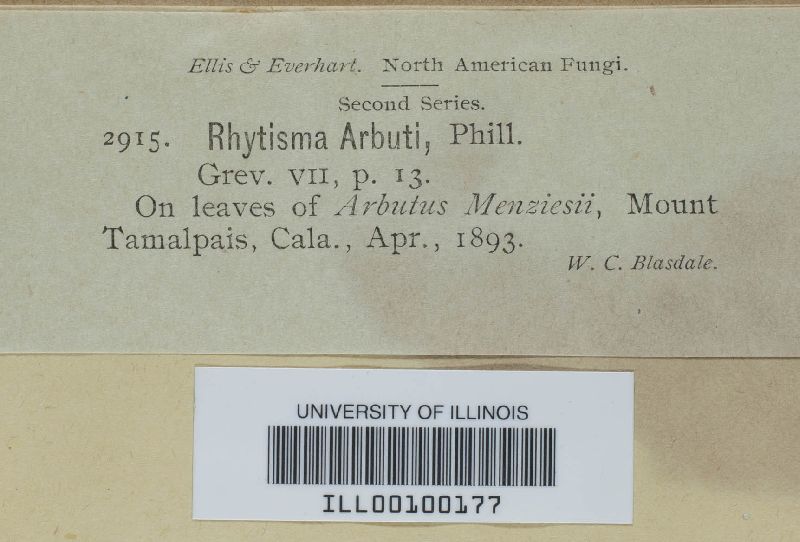 Ellis & Everhart. North American Fungi.
Second Series.
2915. Rhytisma Arbuti, Phill.
Grev. VII, p. 13.
On leaves of Arbutus Menziesii, Mount
Tamalpais, Cala., Apr., 1893.
W. C. Blasdale.
UNIVERSITY OF ILLINOIS
ILL00100177